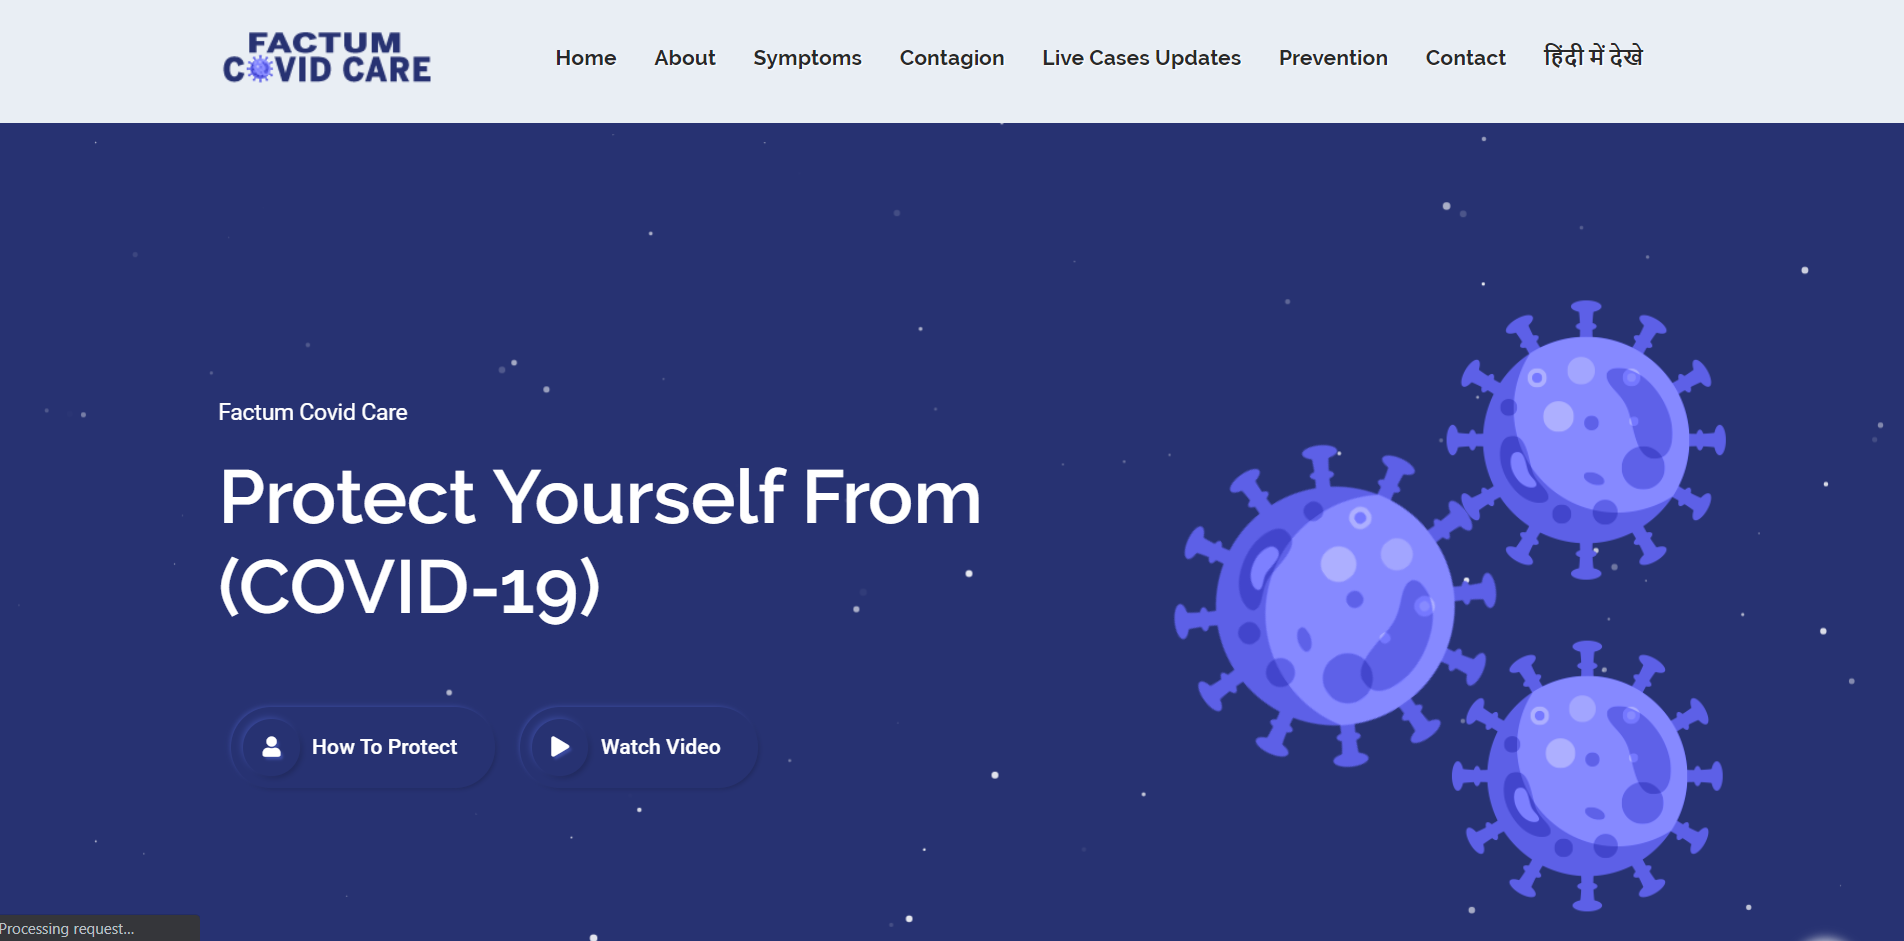 FACTUM
COVID CARE
Home About Symptoms Contagion Live Cases Updates Prevention Contact हिंदी में देखे
Factum Covid Care
Protect Yourself From
(COVID-19)
How To Protect Watch Video
Processing request...